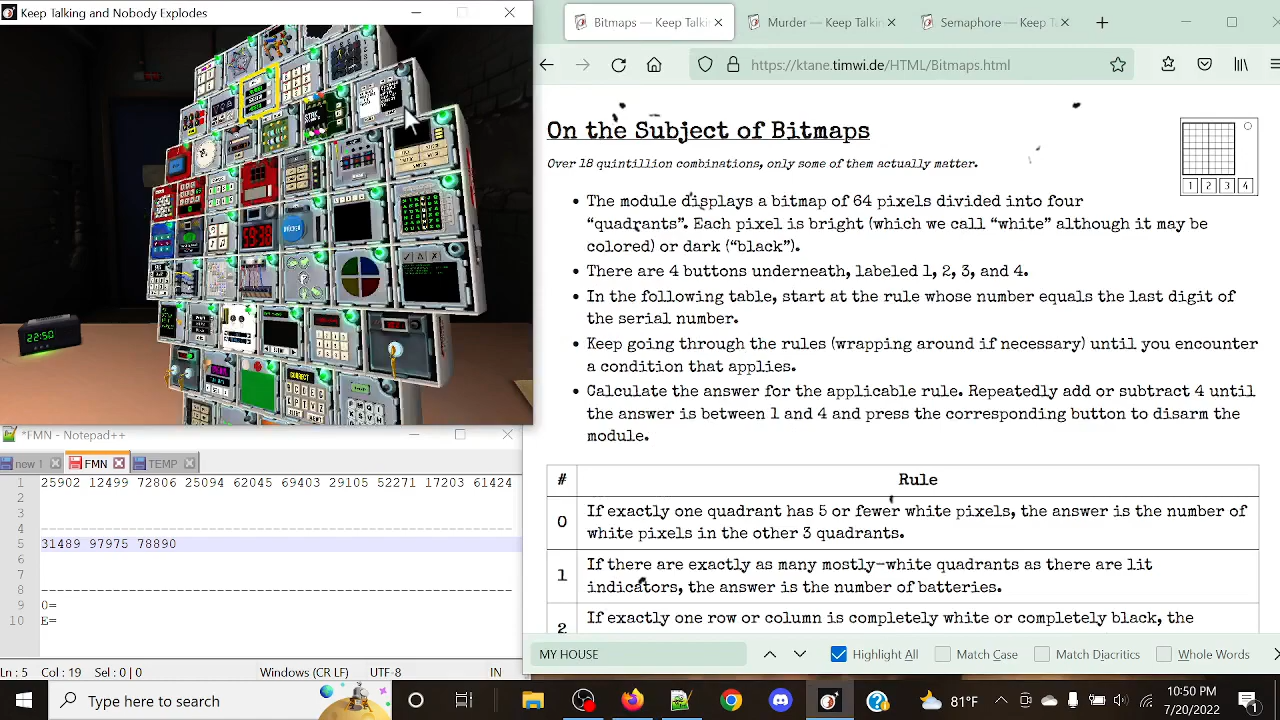 Keep Talking and Nobody Explodes
22:50
CORRECT
*FMN - Notepad++
new 1
FMN
TEMP
1 25902 12499 72806 25094 62045 69403 29105 52271 17203 61424
2
3
4
5 31489 97975 78890
6
7
8
9 O=
10 E=
Ln: 5 Col: 19 Sel: 0 | 0 Windows (CR LF) UTF-8 IN
Bitmaps — Keep Talki
Murder — Keep Talkin
Semaphore — Keep T
https://ktane.timwi.de/HTML/Bitmaps.html
On the Subject of Bitmaps
Over 18 quintillion combinations, only some of them actually matter.
1 2 3 4
• The module displays a bitmap of 64 pixels divided into four
“quadrants”. Each pixel is bright (which we call “white” although it may be
colored) or dark (“black”).
• There are 4 buttons underneath, labeled 1, 2, 3, and 4.
• In the following table, start at the rule whose number equals the last digit of
the serial number.
• Keep going through the rules (wrapping around if necessary) until you encounter
a condition that applies.
• Calculate the answer for the applicable rule. Repeatedly add or subtract 4 until
the answer is between 1 and 4 and press the corresponding button to disarm the
module.
# Rule
0 If exactly one quadrant has 5 or fewer white pixels, the answer is the number of
white pixels in the other 3 quadrants.
1 If there are exactly as many mostly-white quadrants as there are lit
indicators, the answer is the number of batteries.
2 If exactly one row or column is completely white or completely black, the
MY HOUSE
Highlight All
Match Case
Match Diacritics
Whole Words
Type here to search
81°F
10:50 PM
7/20/2022